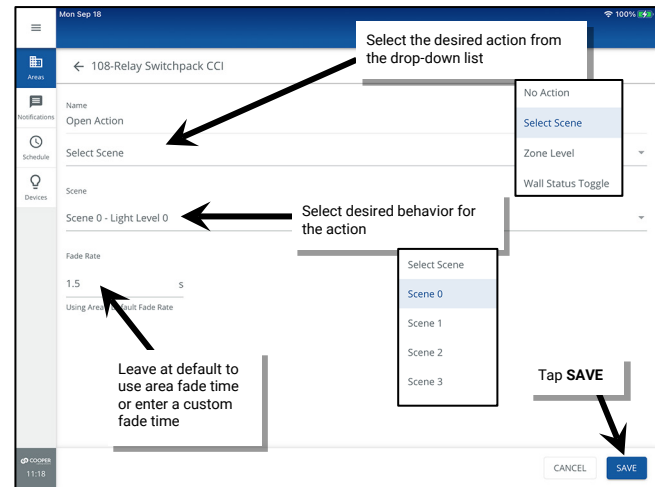 Mon Sep 18
100%
Select the desired action from
the drop-down list
Areas
108-Relay Switchpack CCI
Notifications
Name
Open Action
No Action
Select Scene
Zone Level
Wall Status Toggle
Schedule
Select Scene
Devices
Scene
Scene 0 - Light Level 0
Select desired behavior for
the action
Fade Rate
1.5 s
Using Area Default Fade Rate
Select Scene
Scene 0
Scene 1
Scene 2
Scene 3
Leave at default to
use area fade time
or enter a custom
fade time
Tap SAVE
COOPER
11:18
CANCEL
SAVE